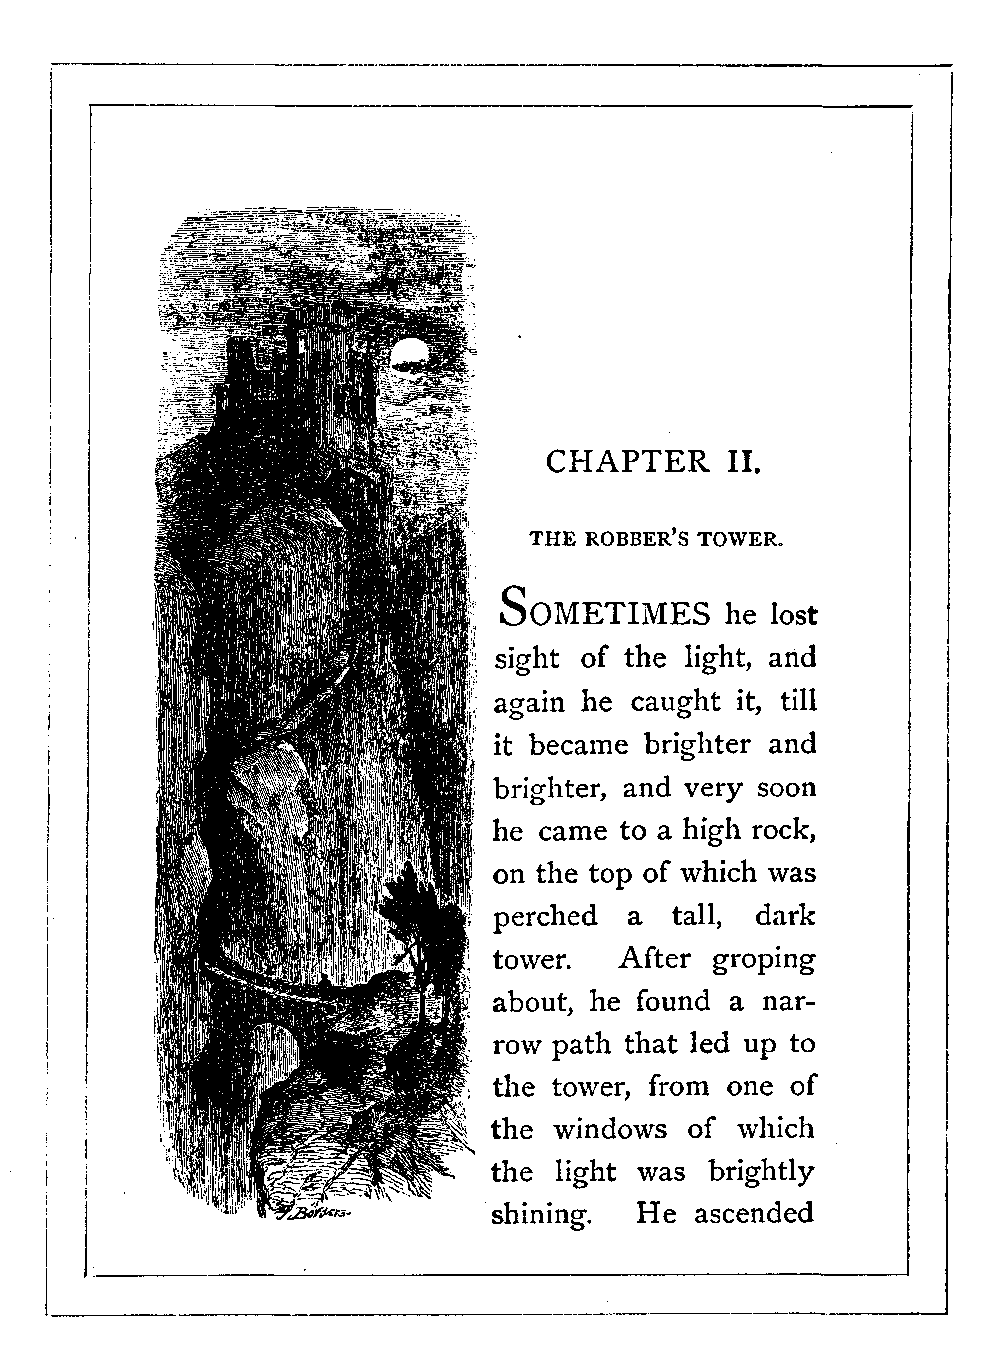 CHAPTER II.
THE ROBBER'S TOWER.
SOMETIMES he lost
sight of the light, and
again he caught it, till
it became brighter and
brighter, and very soon
he came to a high rock,
on the top of which was
perched a tall, dark
tower. After groping
about, he found a nar-
row path that led up to
the tower, from one of
the windows of which
the light was brightly
shining. He ascended